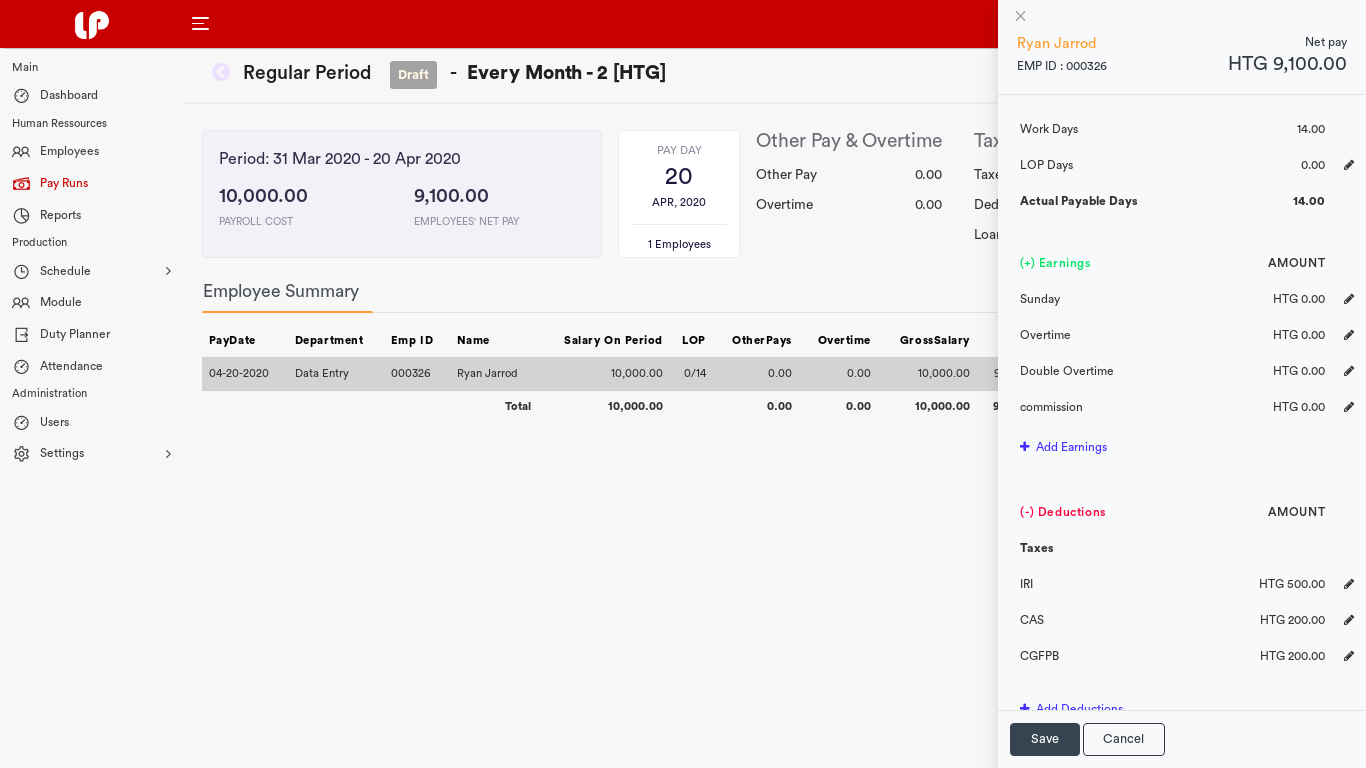 LP
Main
Dashboard
Human Ressources
Employees
Pay Runs
Reports
Production
Schedule
Module
Duty Planner
Attendance
Administration
Users
Settings
Regular Period Draft - Every Month - 2 [HTG]
Period: 31 Mar 2020 - 20 Apr 2020
10,000.00 9,100.00
PAYROLL COST EMPLOYEES' NET PAY
PAY DAY
20
APR, 2020
1 Employees
Other Pay & Overtime
Other Pay 0.00
Overtime 0.00
Employee Summary
PayDate Department Emp ID Name Salary On Period LOP OtherPays Overtime GrossSalary
04-20-2020 Data Entry 000326 Ryan Jarrod 10,000.00 0/14 0.00 0.00 10,000.00
Total 10,000.00 0.00 0.00 10,000.00
Ryan Jarrod Net pay
EMP ID : 000326 HTG 9,100.00
Work Days 14.00
LOP Days 0.00
Actual Payable Days 14.00
(+) Earnings AMOUNT
Sunday HTG 0.00
Overtime HTG 0.00
Double Overtime HTG 0.00
commission HTG 0.00
+ Add Earnings
(-) Deductions AMOUNT
Taxes
IRI HTG 500.00
CAS HTG 200.00
CGFPB HTG 200.00
+ Add Deductions
Save Cancel